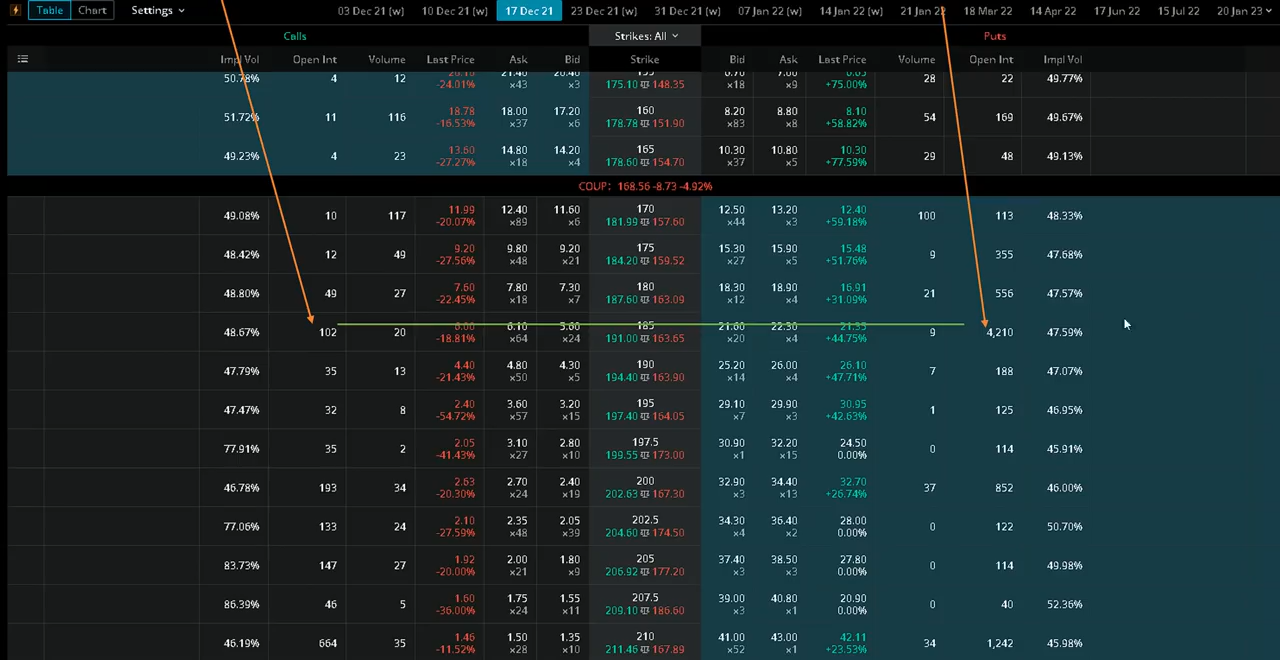 Table Chart Settings 03 Dec 21 (w) 10 Dec 21 (w) 17 Dec 21 23 Dec 21 (w) 31 Dec 21 (w) 07 Jan 22 (w) 14 Jan 22 (w) 21 Jan 22 18 Mar 22 14 Apr 22 17 Jun 22 15 Jul 22 20 Jan 23
Calls Strikes: All Puts
Impl Vol Open Int Volume Last Price Ask Bid Strike Bid Ask Last Price Volume Open Int Impl Vol
50.78% 4 12 28 22 49.77%
-24.01% ×43 ×3 175.10 148.35 ×18 ×9 +75.00%
18.78 18.00 17.20 160 8.20 8.80 8.10
51.72% 11 116 54 169 49.67%
-16.53% ×37 ×6 178.78 151.90 ×83 ×8 +58.82%
13.60 14.80 14.20 165 10.30 10.80 10.30
49.23% 4 23 29 48 49.13%
-27.27% ×18 ×4 178.60 154.70 ×37 ×5 +77.59%
COUP: 168.56 -8.73 -4.92%
11.99 12.40 11.60 170 12.50 13.20 12.40
49.08% 10 117 100 113 48.33%
-20.07% ×89 ×6 181.99 157.60 ×44 ×3 +59.18%
9.20 9.80 9.20 175 15.30 15.90 15.48
48.42% 12 49 9 355 47.68%
-27.56% ×48 ×21 184.20 159.52 ×27 ×5 +51.76%
7.60 7.80 7.30 180 18.30 18.90 16.91
48.80% 49 27 21 556 47.57%
-22.45% ×18 ×7 187.60 163.09 ×12 ×4 +31.09%
6.00 6.10 5.60 185 21.60 22.30 21.35
48.67% 102 20 9 4,210 47.59%
-18.81% ×64 ×24 191.00 163.65 ×20 ×4 +44.75%
4.40 4.80 4.30 190 25.20 26.00 26.10
47.79% 35 13 7 188 47.07%
-21.43% ×50 ×5 194.40 163.90 ×14 ×4 +47.71%
2.40 3.60 3.20 195 29.10 29.90 30.95
47.47% 32 8 1 125 46.95%
-54.72% ×57 ×15 197.40 164.05 ×7 ×3 +42.63%
2.05 3.10 2.80 197.5 30.90 32.20 24.50
77.91% 35 2 0 114 45.91%
-41.43% ×27 ×10 199.55 173.00 ×1 ×15 0.00%
2.63 2.70 2.40 200 32.90 34.40 32.70
46.78% 193 34 37 852 46.00%
-20.30% ×24 ×19 202.63 167.30 ×3 ×13 +26.74%
2.10 2.35 2.05 202.5 34.30 36.40 28.00
77.06% 133 24 0 122 50.70%
-27.59% ×48 ×39 204.60 174.50 ×4 ×2 0.00%
1.92 2.00 1.80 205 37.40 38.50 27.80
83.73% 147 27 0 114 49.98%
-20.00% ×21 ×9 206.92 177.20 ×3 ×3 0.00%
1.60 1.75 1.55 207.5 39.00 40.80 20.90
86.39% 46 5 0 40 52.36%
-36.00% ×24 ×11 209.10 186.60 ×3 ×1 0.00%
1.46 1.50 1.35 210 41.00 43.00 42.11
46.19% 664 35 34 1,242 45.98%
-11.52% ×28 ×10 211.46 167.89 ×52 ×1 +23.53%